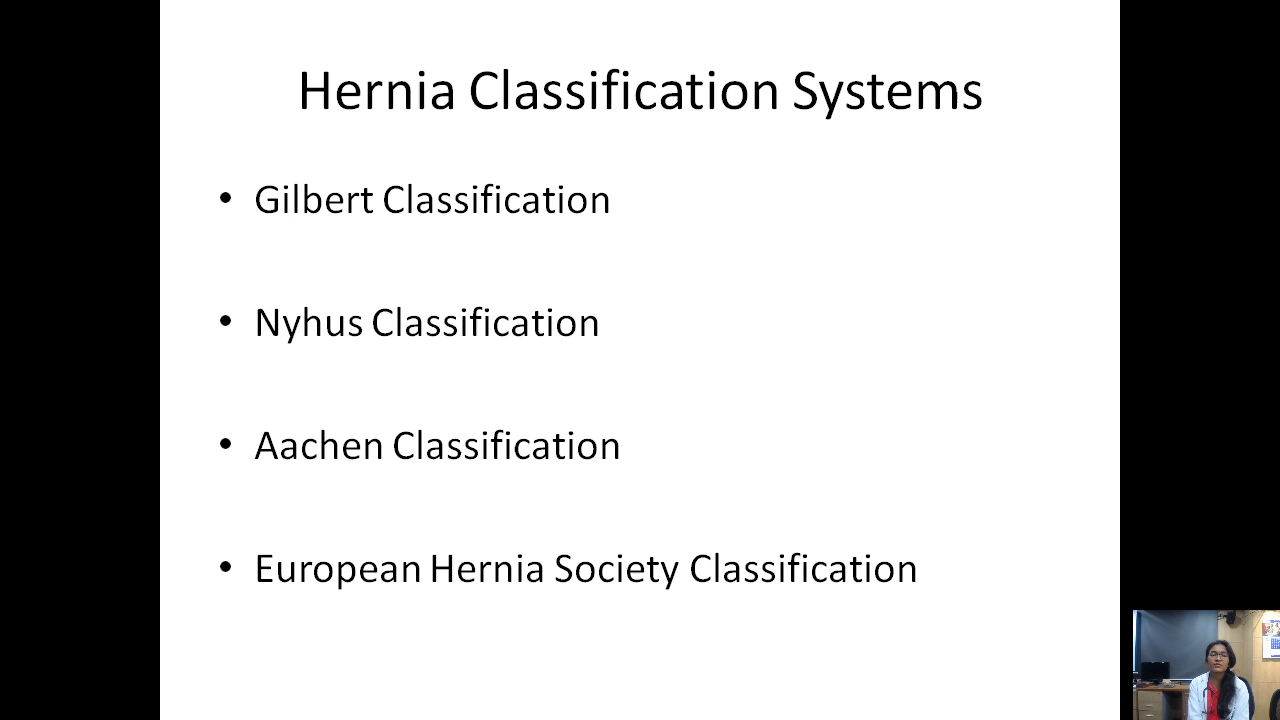 Hernia Classification Systems
• Gilbert Classification
• Nyhus Classification
• Aachen Classification
• European Hernia Society Classification